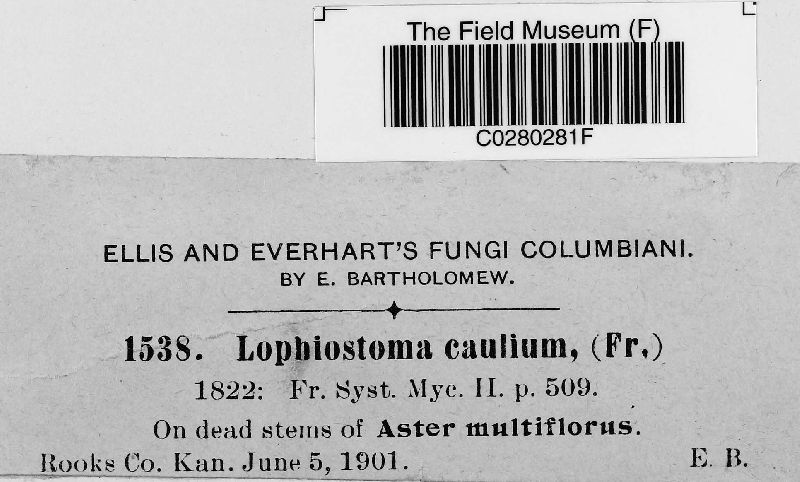 The Field Museum (F)
C0280281F
ELLIS AND EVERHART'S FUNGI COLUMBIANI.
BY E. BARTHOLOMEW.
1538. Lophiostoma caulium, (Fr,)
1822: Fr. Syst. Myc. II. p. 509.
On dead stems of Aster multiflorus.
Rooks Co. Kan. June 5, 1901. E. B.